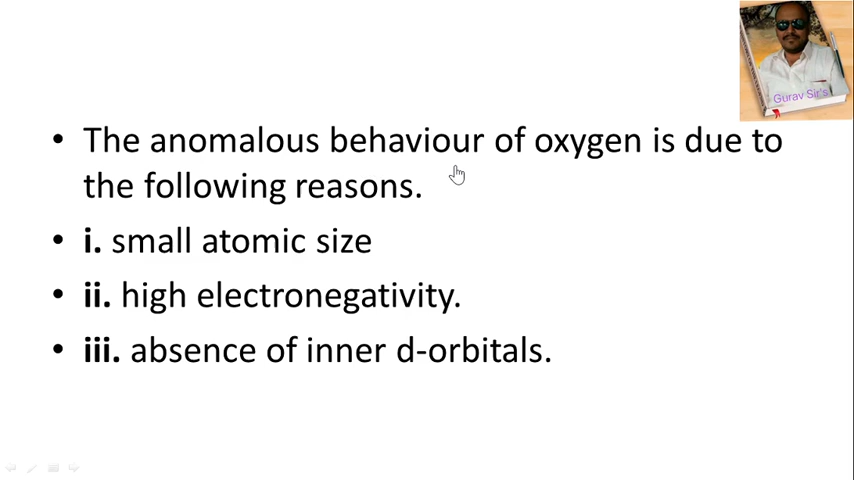 Gurav Sir's
• The anomalous behaviour of oxygen is due to
the following reasons.
• i. small atomic size
• ii. high electronegativity.
• iii. absence of inner d-orbitals.